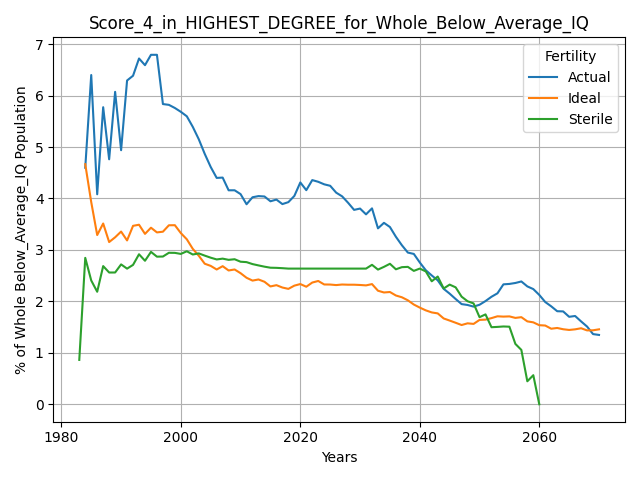 Score_4_in_HIGHEST_DEGREE_for_Whole_Below_Average_IQ
% of Whole Below_Average_IQ Population
7
6
5
4
3
2
1
0
Fertility
Actual
Ideal
Sterile
1980
2000
2020
2040
2060
Years